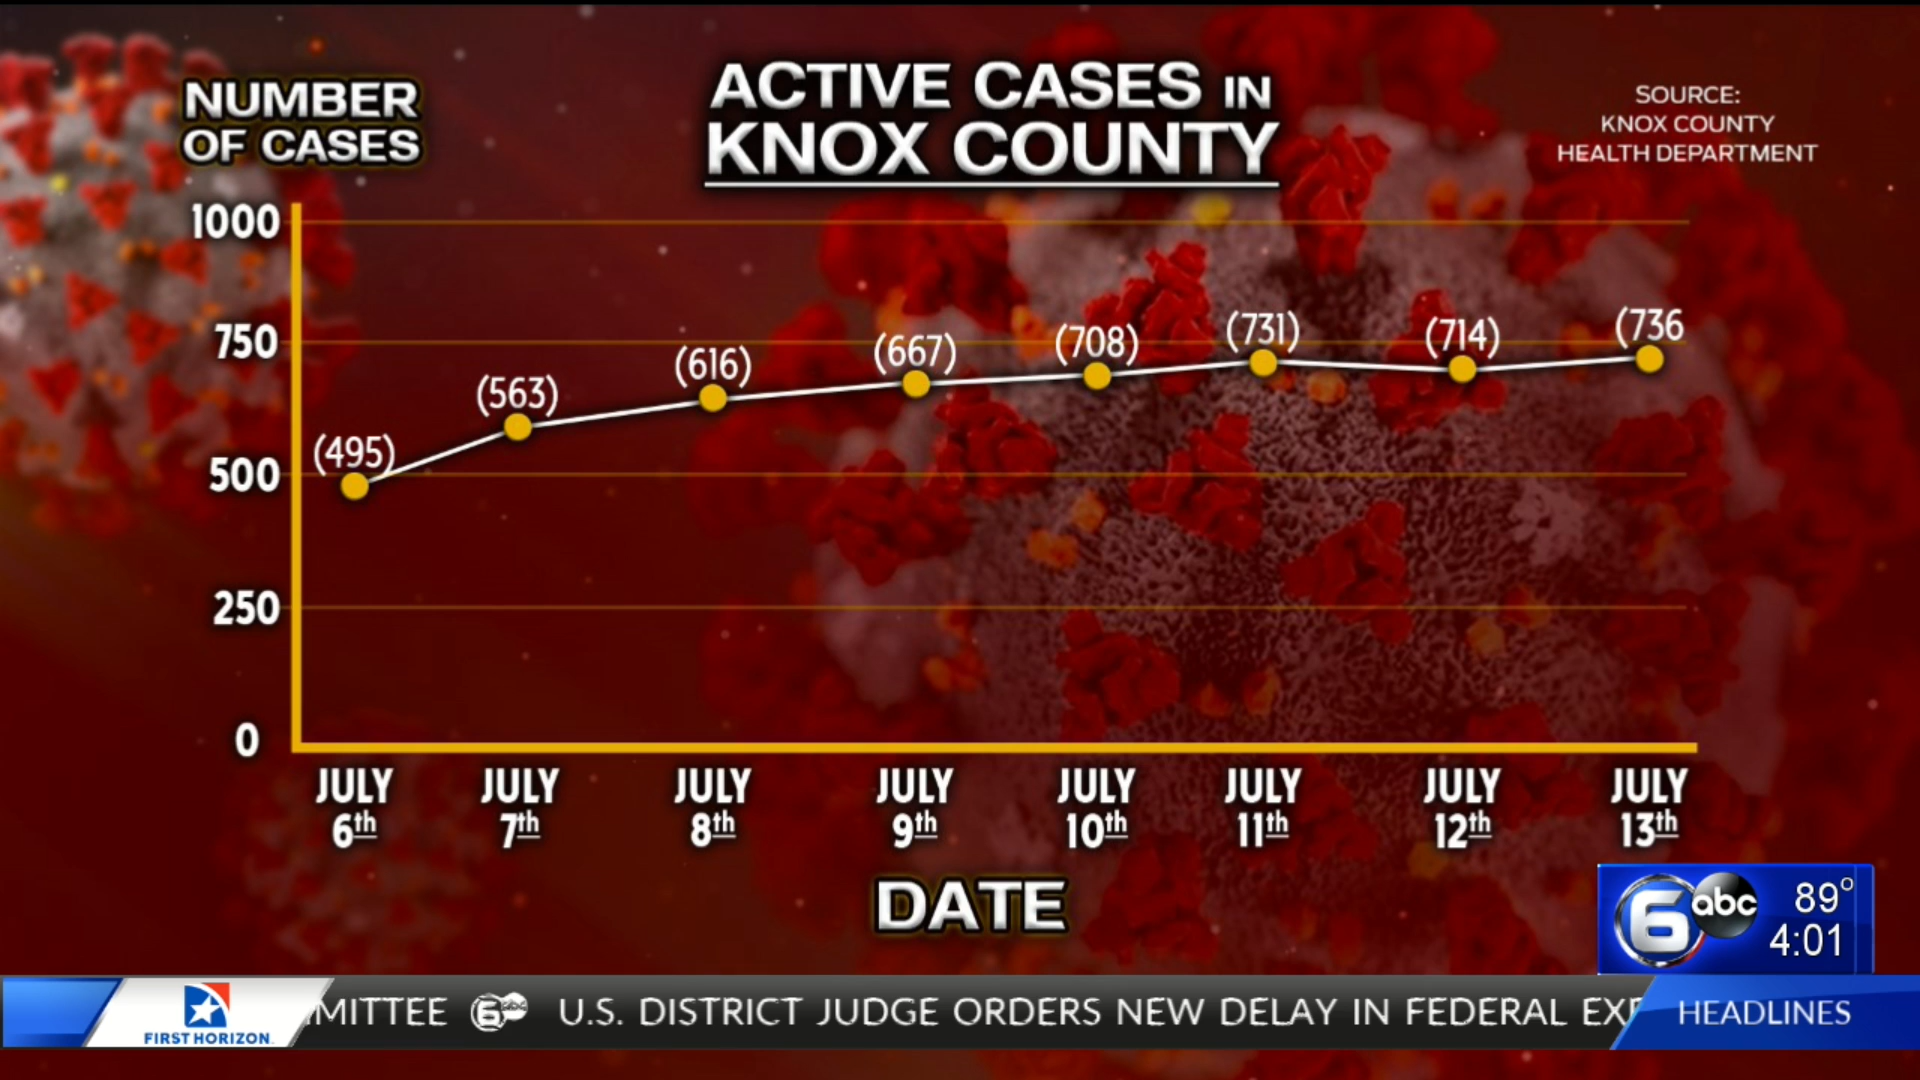 NUMBER
OF CASES
ACTIVE CASES IN
KNOX COUNTY
SOURCE:
KNOX COUNTY
HEALTH DEPARTMENT
1000
750
500
250
0
(495)
(563)
(616)
(667)
(708)
(731)
(714)
(736
JULY
6th
JULY
7th
JULY
8th
JULY
9th
JULY
10th
JULY
11th
JULY
12th
JULY
13th
DATE
6 abc
89°
4:01
FIRST HORIZON
MITTEE 6 abc U.S. DISTRICT JUDGE ORDERS NEW DELAY IN FEDERAL EX
HEADLINES